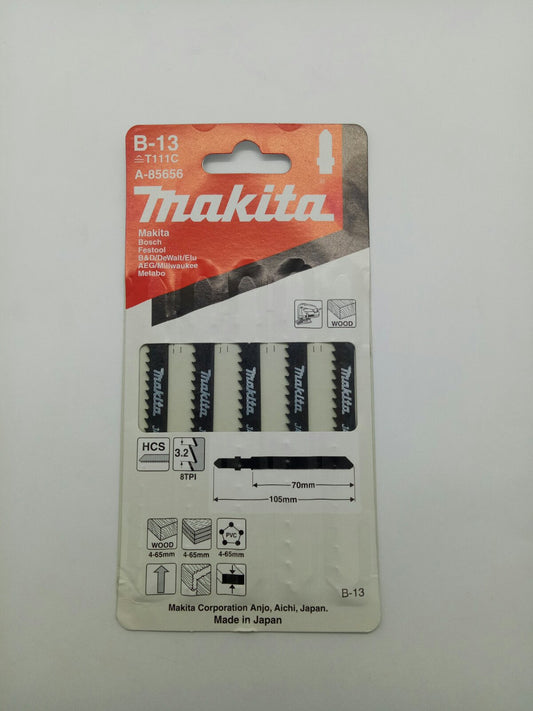 B-13
≙T111C
A-85656
makita
Makita
Bosch
Festool
B&D/DeWalt/Elu
AEG/Milwaukee
Metabo
WOOD
makita makita makita makita makita
HCS
3.2
8TPI
70mm
105mm
WOOD
PVC
4-65mm 4-65mm 4-65mm
B-13
Makita Corporation Anjo, Aichi, Japan.
Made in Japan